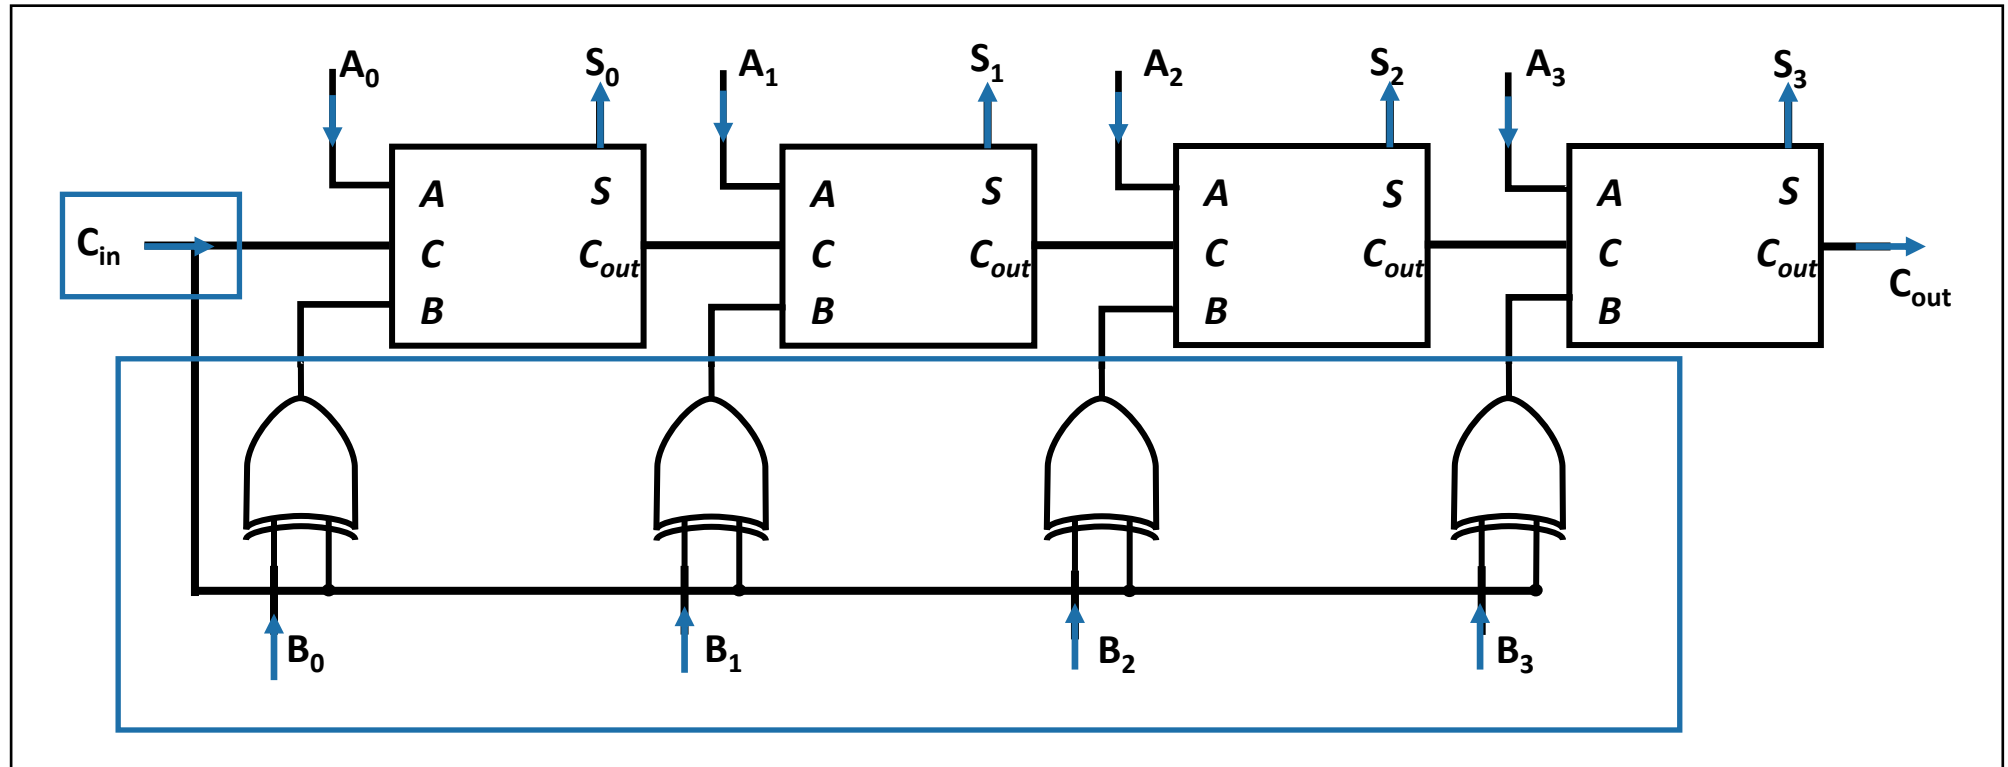 A0 S0 A1 S1 A2 S2 A3 S3
A S A S A S A S
Cin C Cout C Cout C Cout C Cout
Cout
B B B B
B0 B1 B2 B3